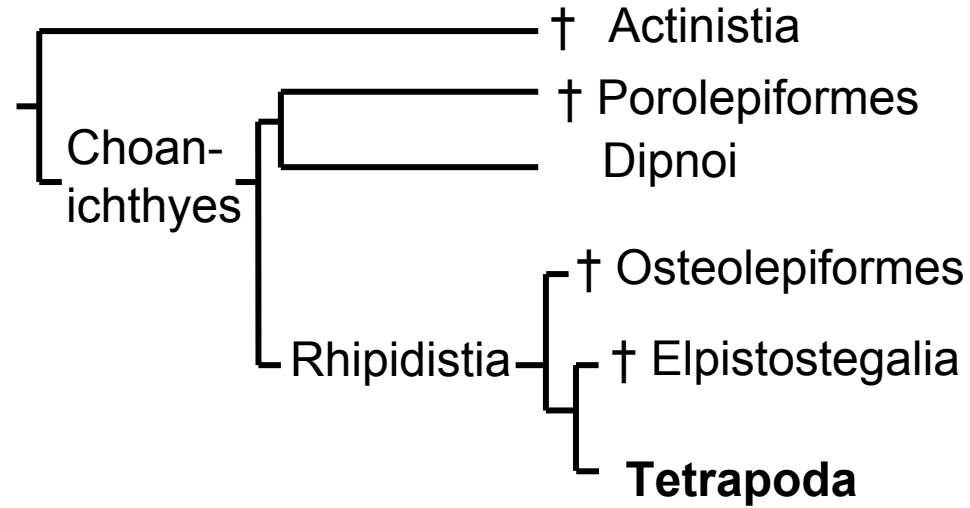 † Actinistia
† Porolepiformes
Choan-
ichthyes
Dipnoi
† Osteolepiformes
Rhipidistia
† Elpistostegalia
Tetrapoda